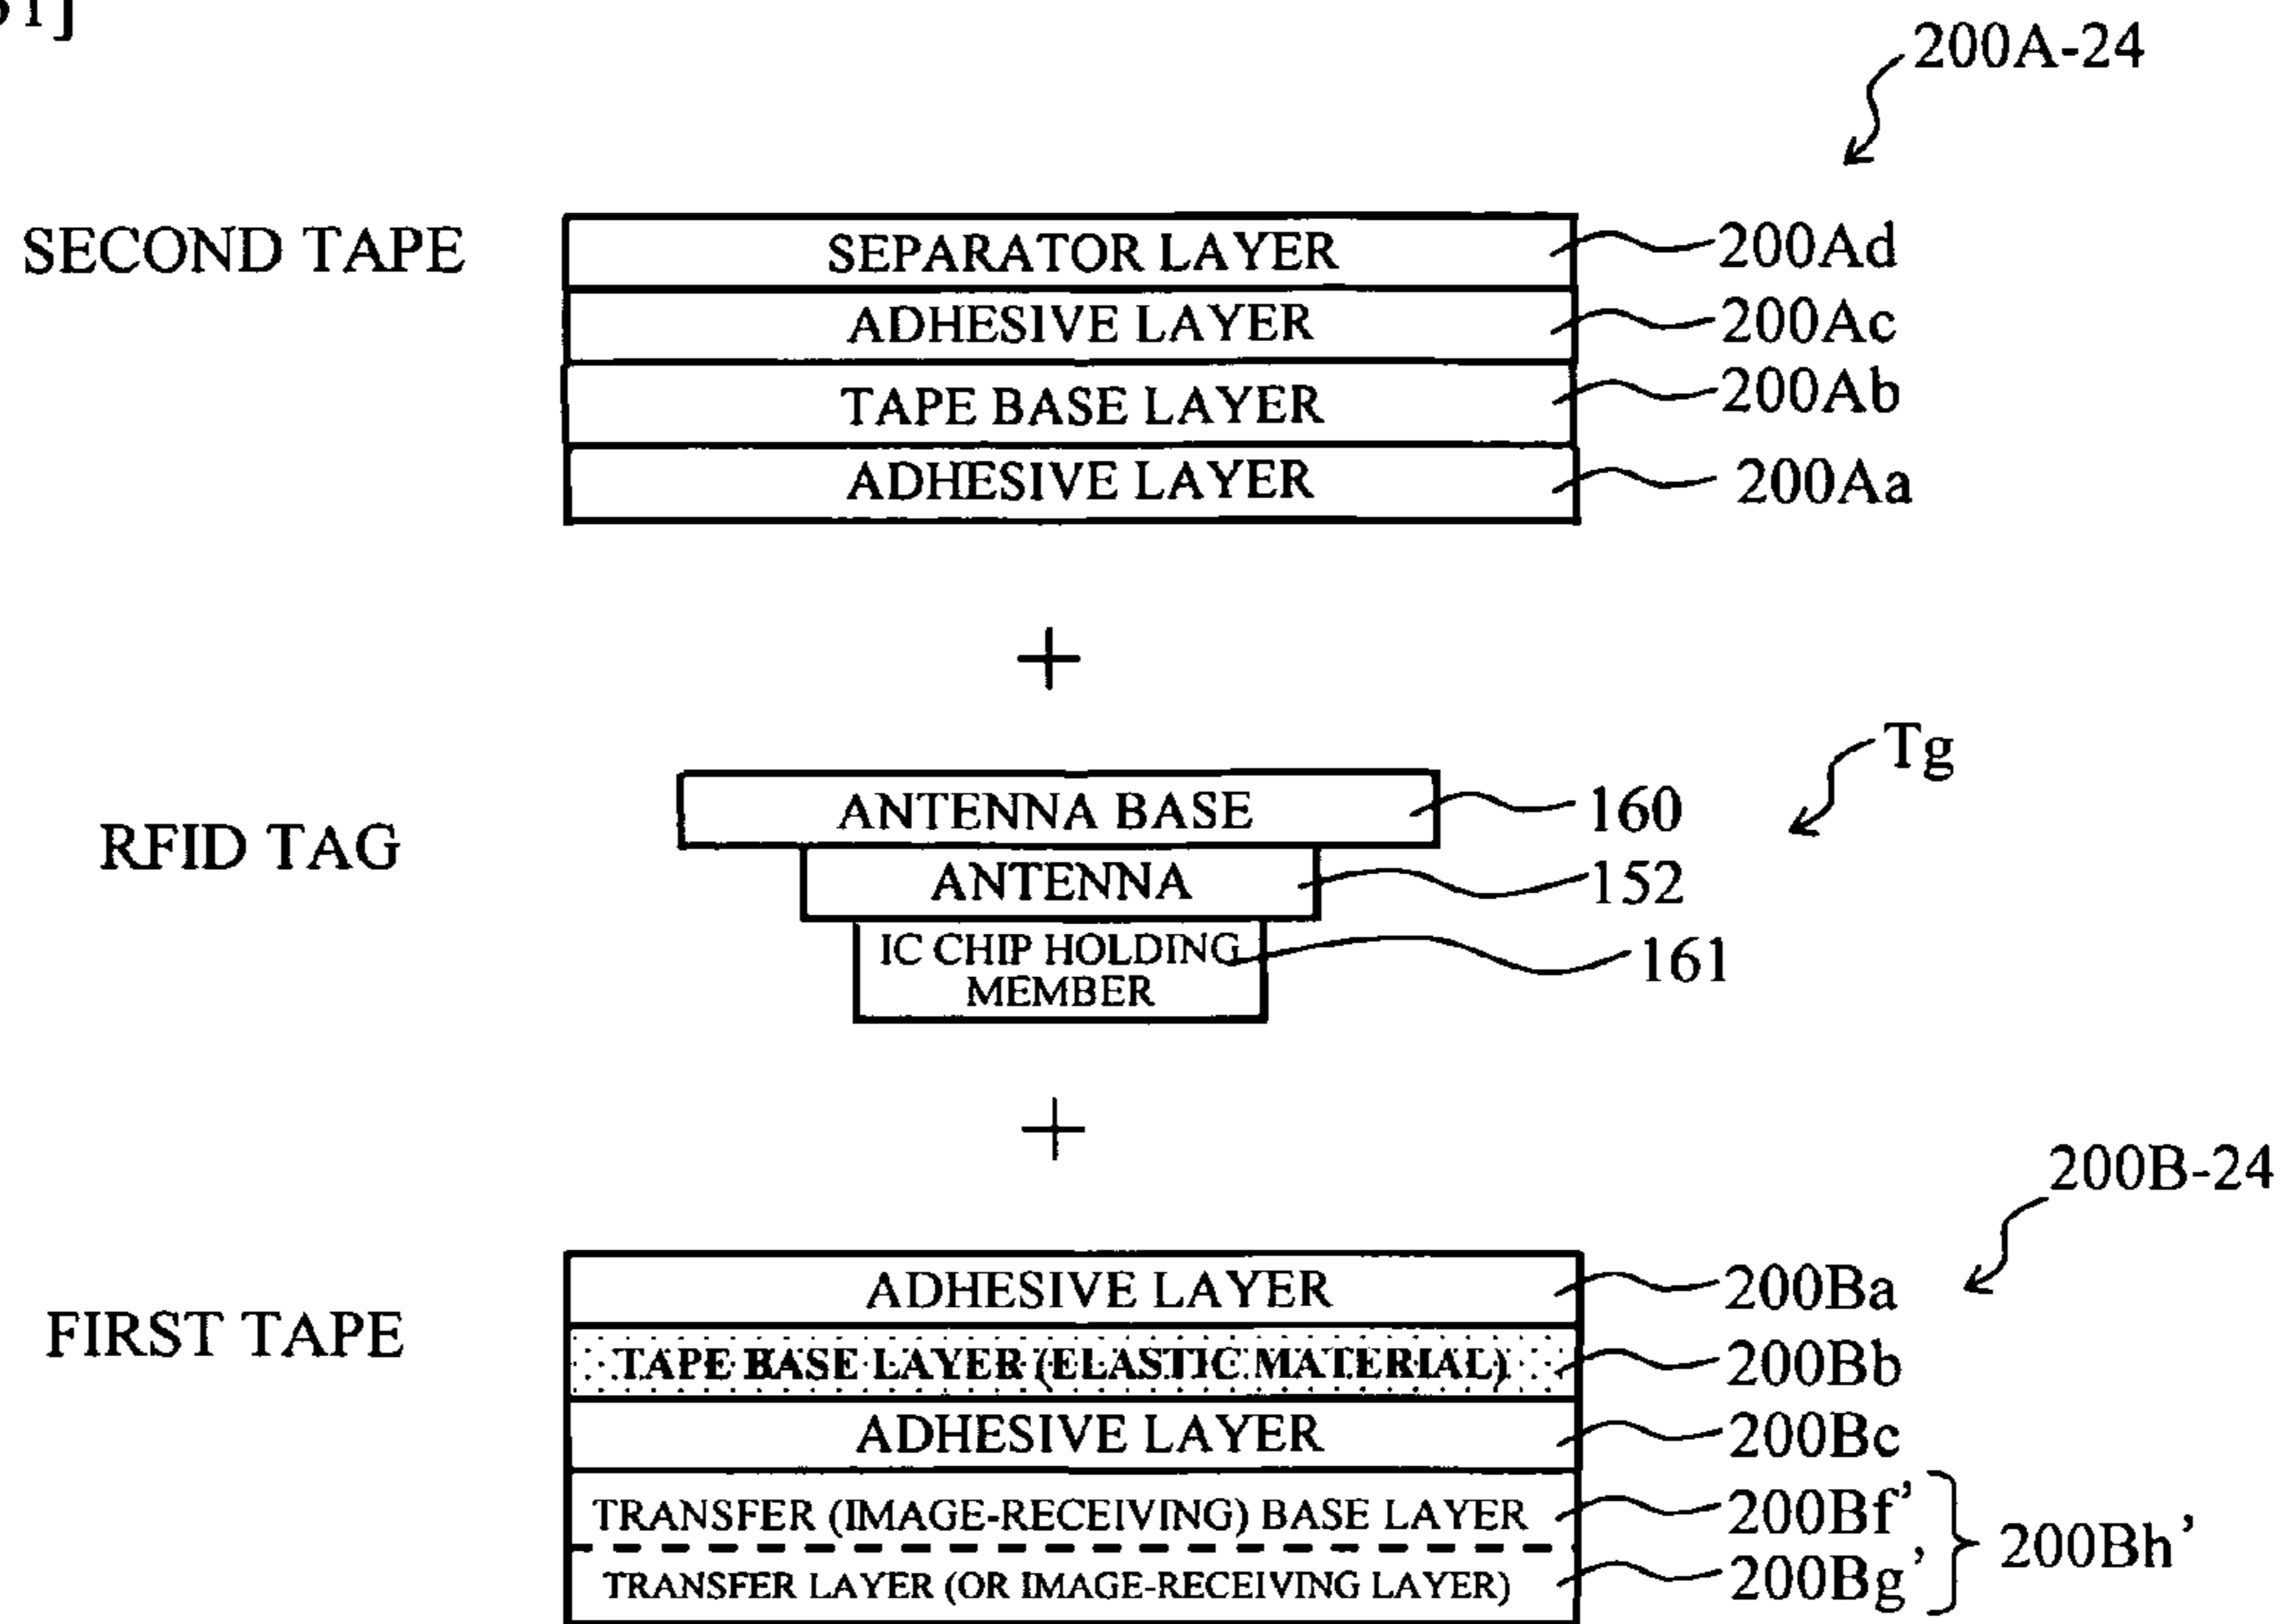 200A-24
SECOND TAPE
SEPARATOR LAYER 200Ad
ADHESIVE LAYER 200Ac
TAPE BASE LAYER 200Ab
ADHESIVE LAYER 200Aa
+
Tg
RFID TAG
ANTENNA BASE 160
ANTENNA 152
IC CHIP HOLDING
MEMBER
161
+
200B-24
FIRST TAPE
ADHESIVE LAYER 200Ba
TAPE BASE LAYER (ELASTIC MATERIAL) 200Bb
ADHESIVE LAYER 200Bc
TRANSFER (IMAGE-RECEIVING) BASE LAYER 200Bf'
TRANSFER LAYER (OR IMAGE-RECEIVING LAYER) 200Bg'
200Bh'